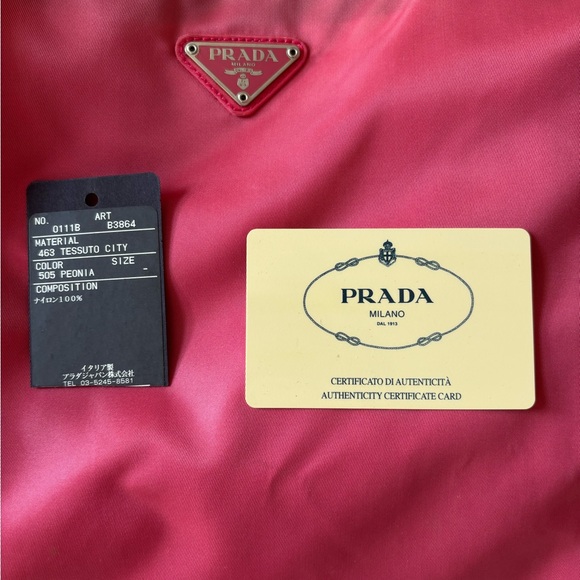 PRADA
MILANO
NO. ART
0111B B3864
MATERIAL
463 TESSUTO CITY
COLOR SIZE
505 PEONIA -
COMPOSITION
ナイロン100%
イタリア製
プラダジャパン株式会社
TEL 03-5245-8581
PRADA
MILANO
DAL 1913
CERTIFICATO DI AUTENTICITÀ
AUTHENTICITY CERTIFICATE CARD